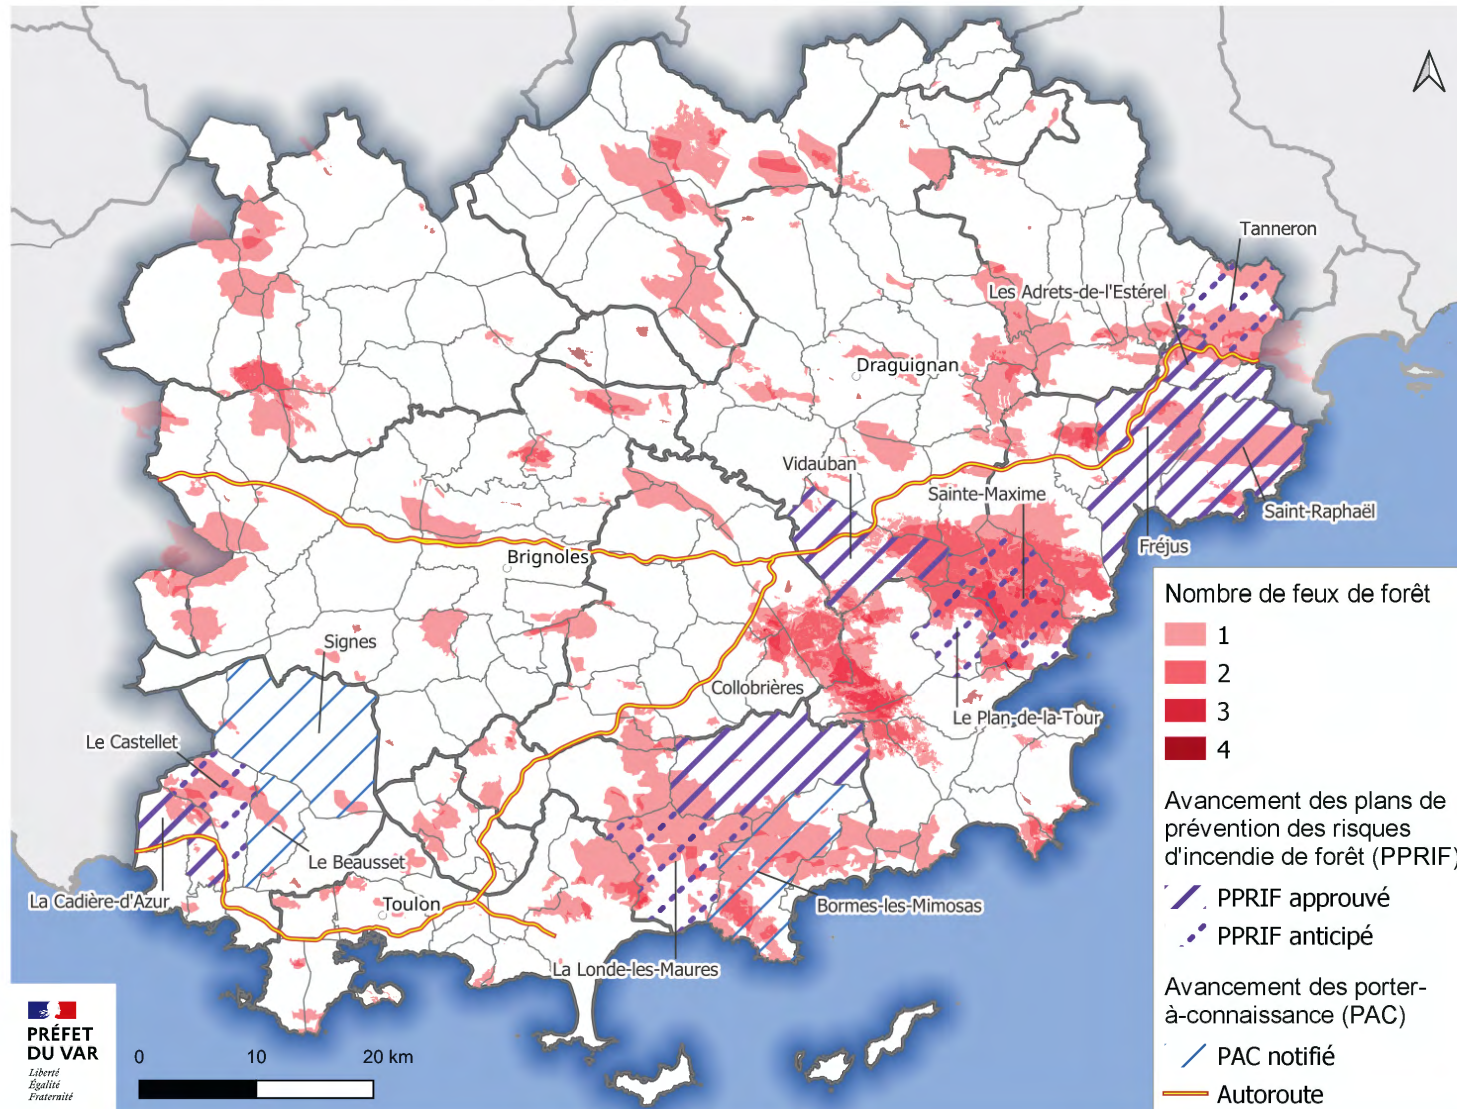 Tanneron
Les Adrets-de-l'Estérel
Draguignan
Vidauban
Sainte-Maxime
Saint-Raphaël
Fréjus
Brignoles
Signes
Collobrières
Le Plan-de-la-Tour
Le Castellet
Le Beausset
La Cadière-d'Azur
Toulon
Bormes-les-Mimosas
La Londe-les-Maures
Nombre de feux de forêt
1
2
3
4
Avancement des plans de
prévention des risques
d'incendie de forêt (PPRIF)
PPRIF approuvé
PPRIF anticipé
Avancement des porter-
à-connaissance (PAC)
PAC notifié
Autoroute
PRÉFET
DU VAR
Liberté
Égalité
Fraternité
0 10 20 km